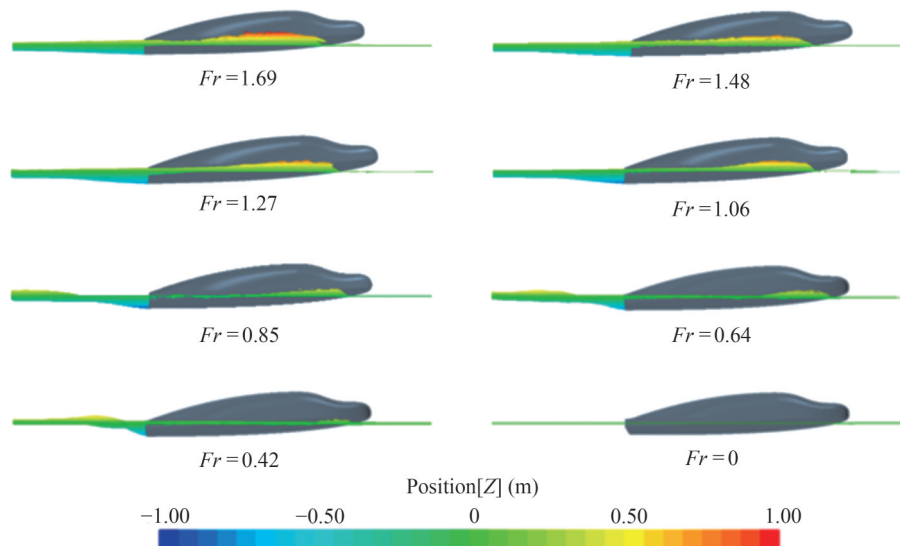 Fr=1.69
Fr=1.48
Fr=1.27
Fr=1.06
Fr=0.85
Fr=0.64
Fr=0.42
Fr=0
Position[Z] (m)
−1.00 −0.50 0 0.50 1.00